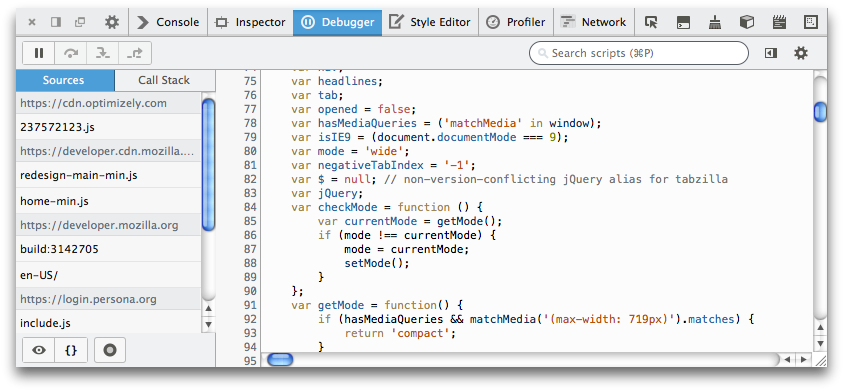 Console Inspector Debugger Style Editor Profiler Network
Search scripts (⌘P)
Sources Call Stack
https://cdn.optimizely.com
237572123.js
https://developer.cdn.mozilla....
redesign-main-min.js
home-min.js
https://developer.mozilla.org
build:3142705
en-US/
https://login.persona.org
include.js
{}
75 var headlines;
76 var tab;
77 var opened = false;
78 var hasMediaQueries = ('matchMedia' in window);
79 var isIE9 = (document.documentMode === 9);
80 var mode = 'wide';
81 var negativeTabIndex = '-1';
82 var $ = null; // non-version-conflicting jQuery alias for tabzilla
83 var jQuery;
84 var checkMode = function () {
85 var currentMode = getMode();
86 if (mode !== currentMode) {
87 mode = currentMode;
88 setMode();
89 }
90 };
91 var getMode = function() {
92 if (hasMediaQueries && matchMedia('(max-width: 719px)').matches) {
93 return 'compact';
94 }
95